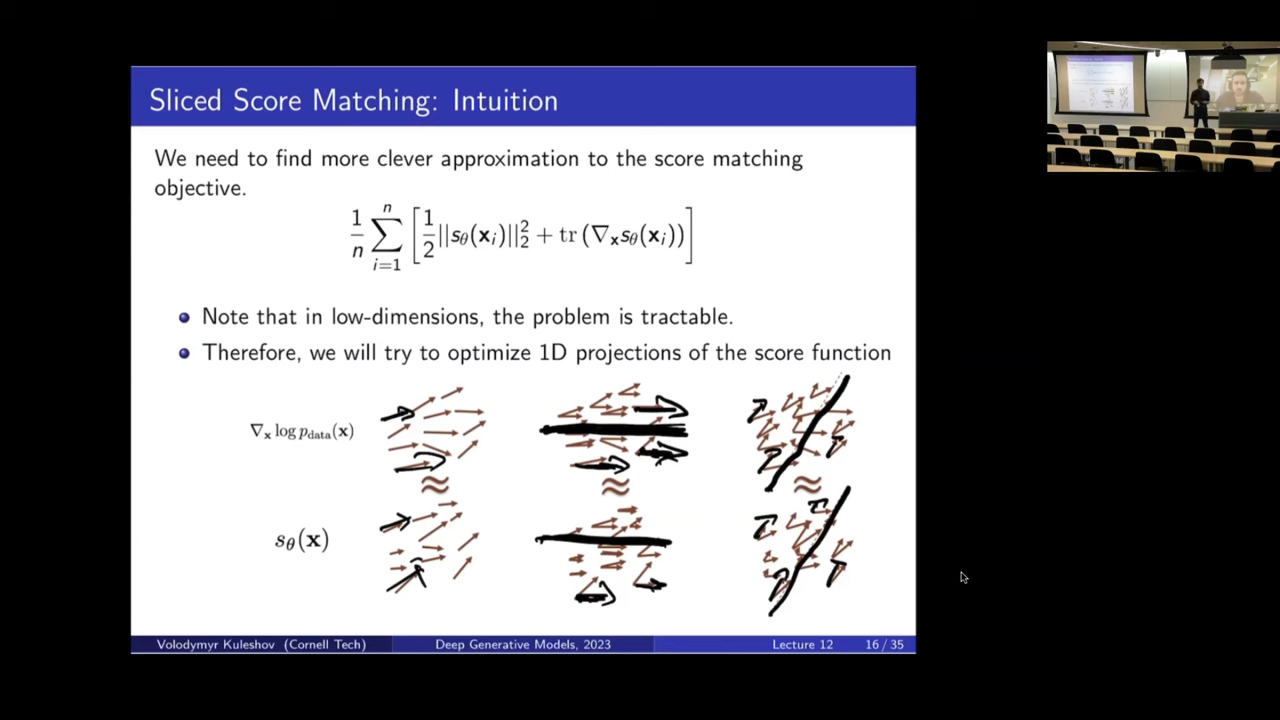 Sliced Score Matching: Intuition
We need to find more clever approximation to the score matching
objective.
1/n ∑_{i=1}^{n} [ 1/2 ||s_θ(x_i)||_2^2 + tr (∇_x s_θ(x_i)) ]
Note that in low-dimensions, the problem is tractable.
Therefore, we will try to optimize 1D projections of the score function
∇_x log p_data(x)
≈ ≈ ≈
s_θ(x)
Volodymyr Kuleshov (Cornell Tech) Deep Generative Models, 2023 Lecture 12 16 / 35